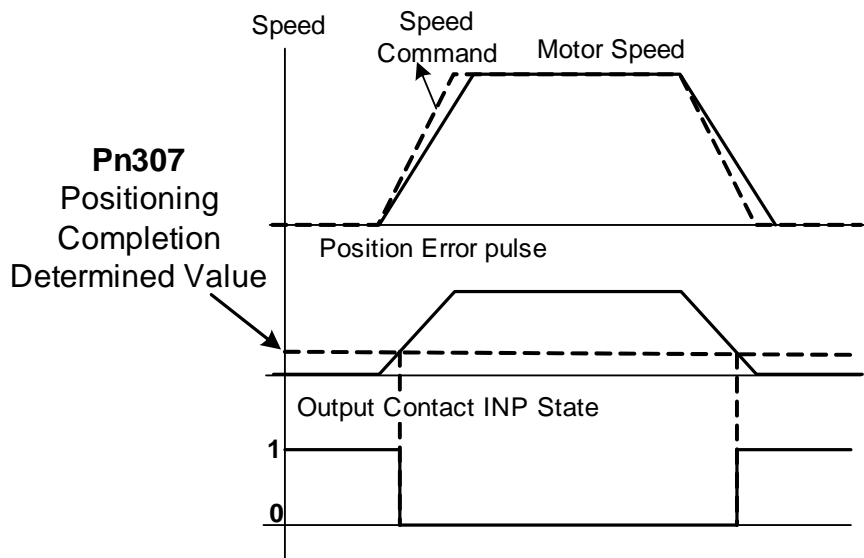 Speed
Speed
Command
Motor Speed
Pn307
Positioning
Completion
Determined Value
Position Error pulse
Output Contact INP State
1
0